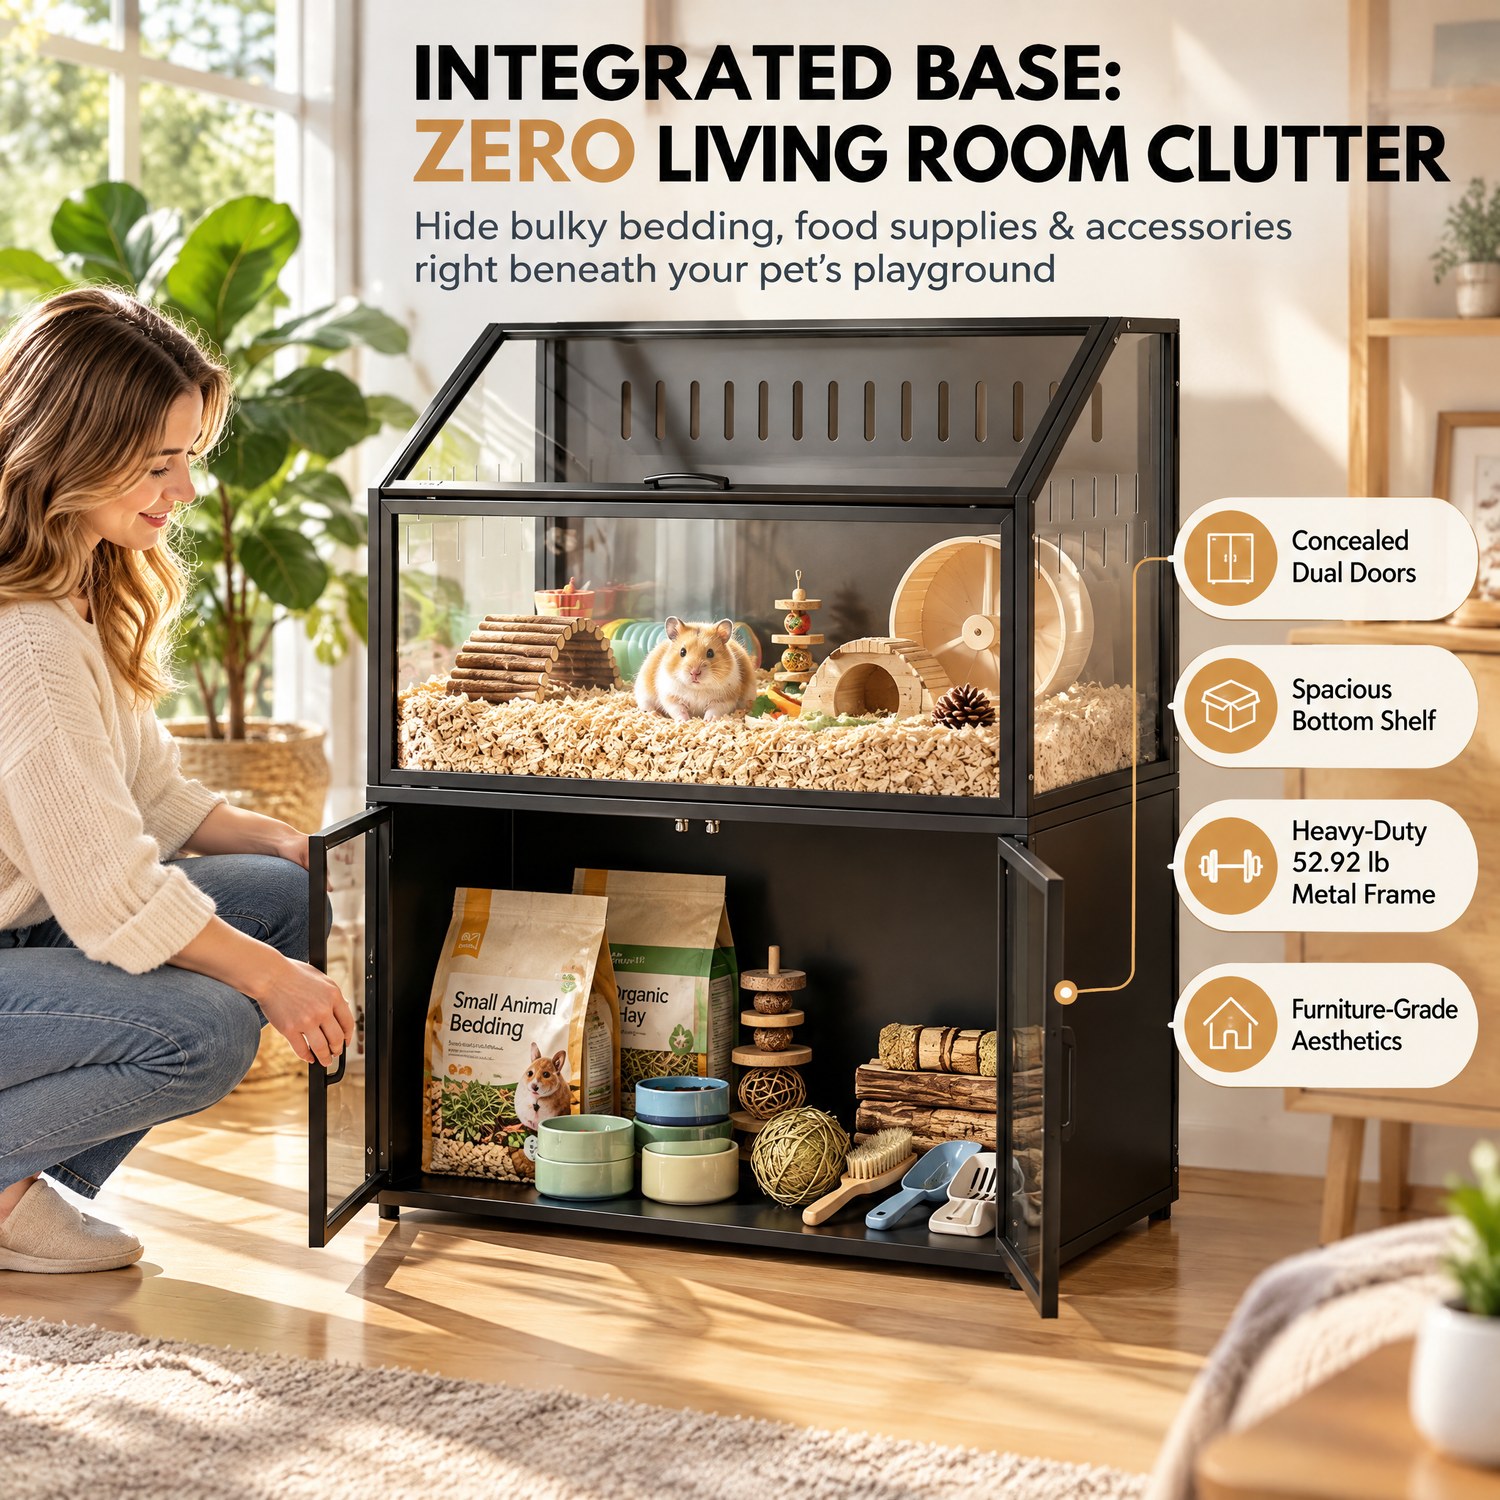 INTEGRATED BASE:
ZERO LIVING ROOM CLUTTER
Hide bulky bedding, food supplies & accessories
right beneath your pet's playground
Concealed
Dual Doors
Spacious
Bottom Shelf
Heavy-Duty
52.92 lb
Metal Frame
Furniture-Grade
Aesthetics
Small Animal
Bedding
Organic
Hay